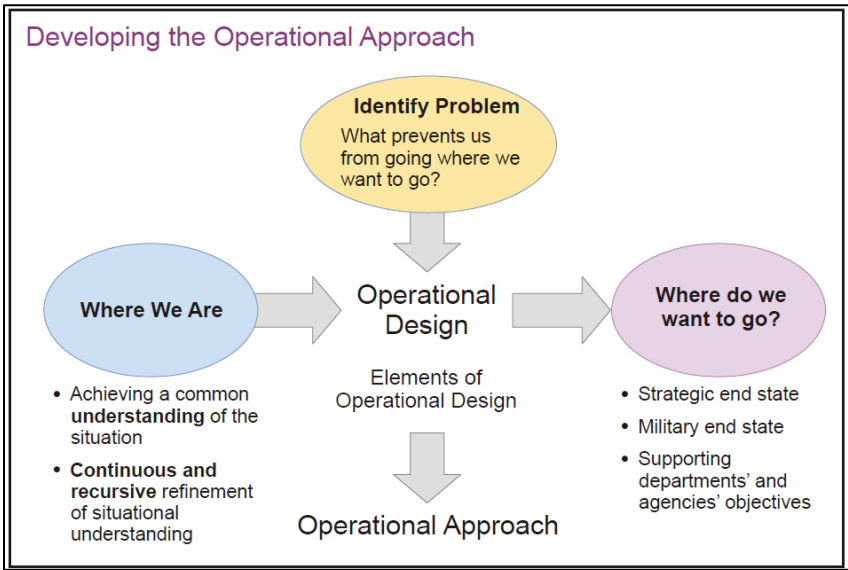 Developing the Operational Approach
Identify Problem
What prevents us
from going where we
want to go?
Where We Are
Operational
Design
Where do we
want to go?
• Achieving a common
understanding of the
situation
• Continuous and
recursive refinement
of situational
understanding
Elements of
Operational Design
• Strategic end state
• Military end state
• Supporting
departments' and
agencies' objectives
Operational Approach